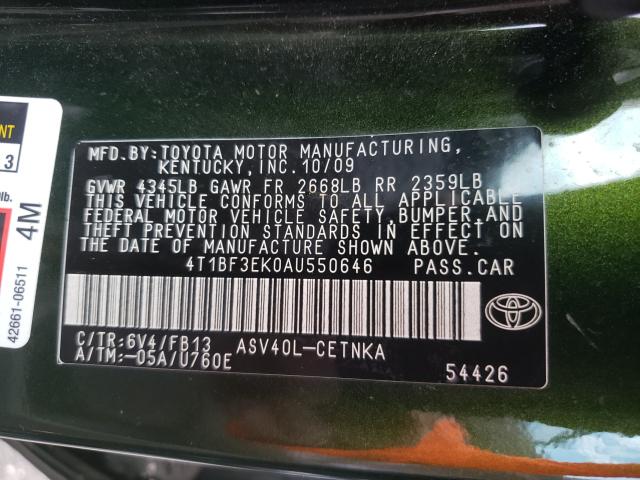 MFD.BY:TOYOTA MOTOR MANUFACTURING,
KENTUCKY, INC. 10/09
GVWR 4345LB GAWR FR 2668LB RR 2359LB
THIS VEHICLE CONFORMS TO ALL APPLICABLE
FEDERAL MOTOR VEHICLE SAFETY, BUMPER, AND
THEFT PREVENTION STANDARDS IN EFFECT ON
THE DATE OF MANUFACTURE SHOWN ABOVE.
4T1BF3EK0AU550646 PASS.CAR
C/TR:6V4/FB13 ASV40L-CETNKA
A/TM:-05A/U760E
54426
TOYOTA
3
lb.
4M
42661-06511